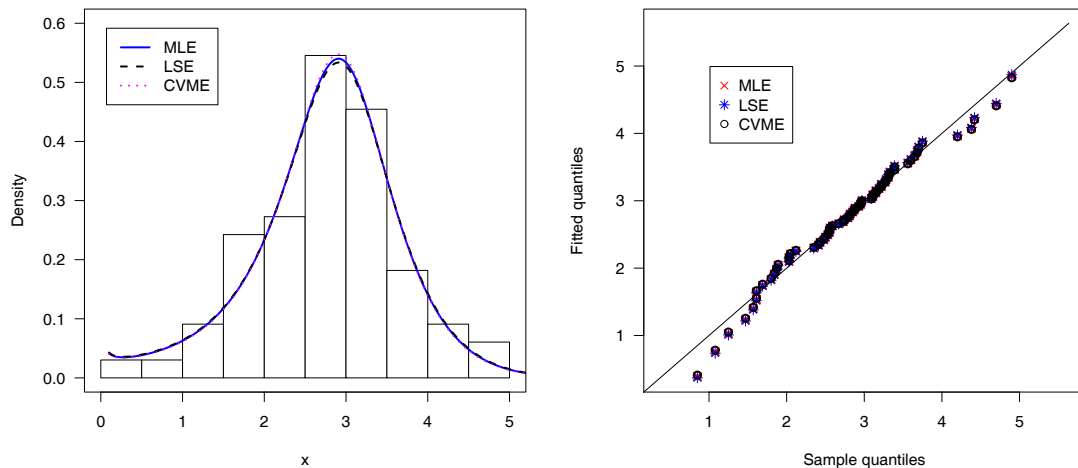 0.6
0.5
0.4
0.3
0.2
0.1
0.0
Density
MLE
LSE
CVME
0 1 2 3 4 5
x
5
4
3
2
1
Fitted quantiles
MLE
LSE
CVME
1 2 3 4 5
Sample quantiles